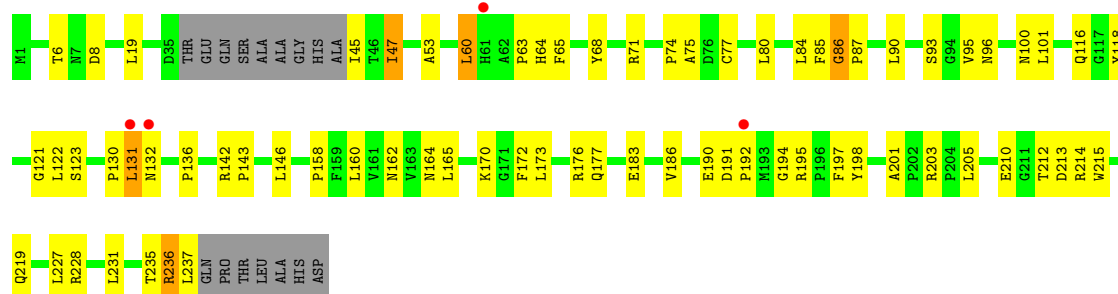 M1 T6 N7 D8 L19 D35 THR GLU GLN SER ALA ALA GLY HIS ALA I45 T46 I47 A53 L60 H61 A62 P63 H64 F65 Y68 R71 P74 A75 D76 C77 L80 L84 F85 G86 P87 L90 S93 G94 V95 N96 N100 L101 Q116 G117 Y118
G121 L122 S123 P130 L131 N132 P136 R142 P143 L146 P158 F159 L160 V161 N162 V163 N164 L165 K170 G171 F172 L173 R176 Q177 E183 V186 E190 D191 P192 M193 G194 R195 P196 F197 Y198 A201 P202 R203 P204 L205 E210 G211 T212 D213 R214 W215
Q219 L227 R228 L231 T235 R236 L237 GLN PRO THR LEU ALA HIS ASP